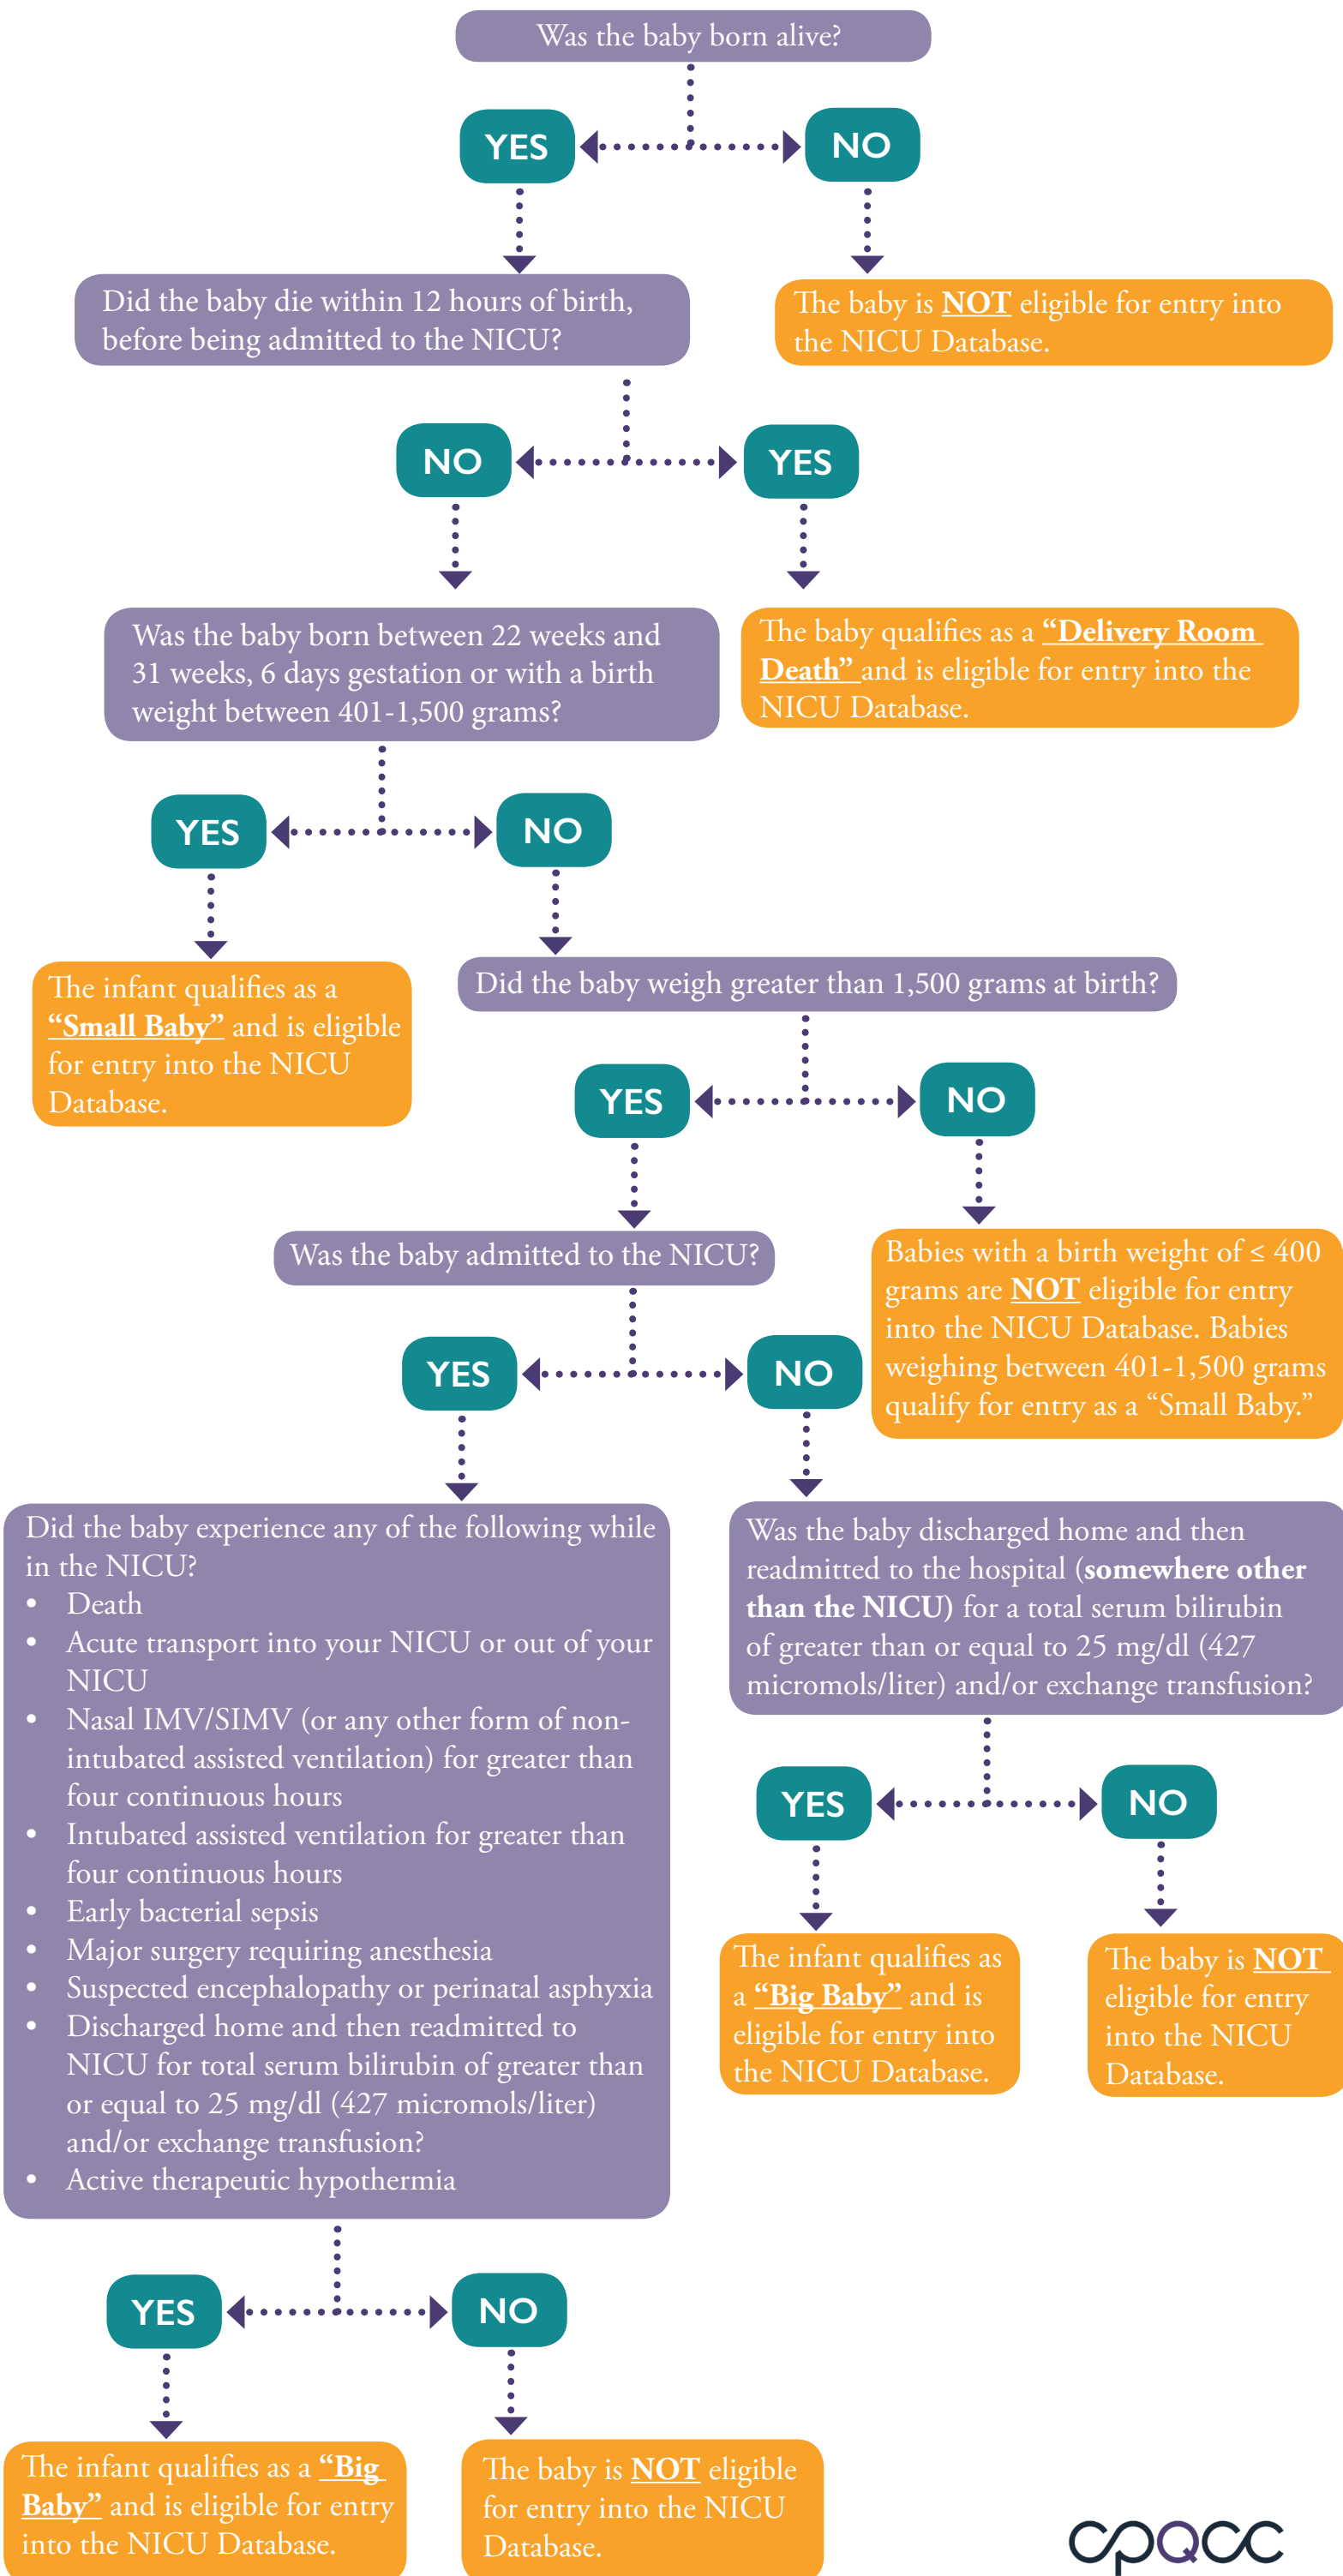 Was the baby born alive?
YES
NO
Did the baby die within 12 hours of birth,
before being admitted to the NICU?
The baby is NOT eligible for entry into
the NICU Database.
NO
YES
Was the baby born between 22 weeks and
31 weeks, 6 days gestation or with a birth
weight between 401-1,500 grams?
The baby qualifies as a “Delivery Room
Death” and is eligible for entry into the
NICU Database.
YES
NO
The infant qualifies as a
“Small Baby” and is eligible
for entry into the NICU
Database.
Did the baby weigh greater than 1,500 grams at birth?
YES
NO
Was the baby admitted to the NICU?
Babies with a birth weight of ≤ 400
grams are NOT eligible for entry
into the NICU Database. Babies
weighing between 401-1,500 grams
qualify for entry as a “Small Baby.”
YES
NO
Did the baby experience any of the following while
in the NICU?
• Death
• Acute transport into your NICU or out of your
NICU
• Nasal IMV/SIMV (or any other form of non-
intubated assisted ventilation) for greater than
four continuous hours
• Intubated assisted ventilation for greater than
four continuous hours
• Early bacterial sepsis
• Major surgery requiring anesthesia
• Suspected encephalopathy or perinatal asphyxia
• Discharged home and then readmitted to
NICU for total serum bilirubin of greater than
or equal to 25 mg/dl (427 micromols/liter)
and/or exchange transfusion?
• Active therapeutic hypothermia
Was the baby discharged home and then
readmitted to the hospital (somewhere other
than the NICU) for a total serum bilirubin
of greater than or equal to 25 mg/dl (427
micromols/liter) and/or exchange transfusion?
YES
NO
The infant qualifies as
a “Big Baby” and is
eligible for entry into
the NICU Database.
The baby is NOT
eligible for entry
into the NICU
Database.
YES
NO
The infant qualifies as a “Big
Baby” and is eligible for entry
into the NICU Database.
The baby is NOT eligible
for entry into the NICU
Database.
cpqcc